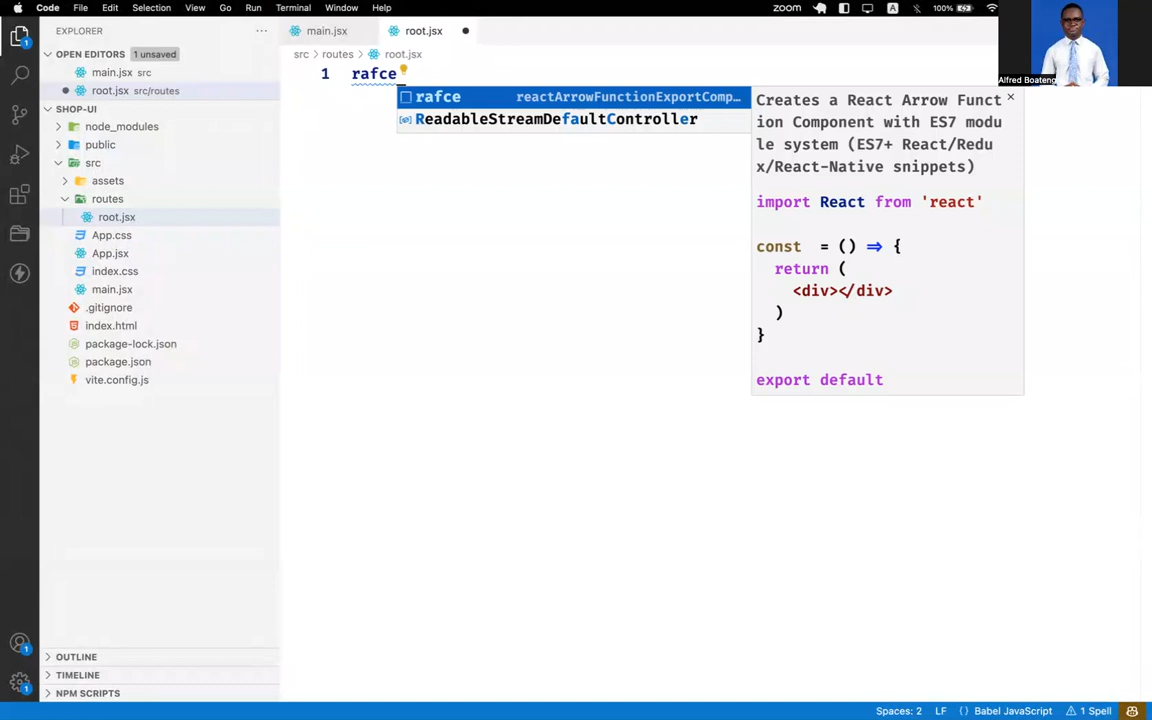 Code File Edit Selection View Go Run Terminal Window Help
zoom A 100%
EXPLORER
OPEN EDITORS 1 unsaved
main.jsx src
root.jsx src/routes
SHOP-UI
node_modules
public
src
assets
routes
root.jsx
App.css
App.jsx
index.css
main.jsx
.gitignore
index.html
package-lock.json
package.json
vite.config.js
OUTLINE
TIMELINE
NPM SCRIPTS
1
1
1
main.jsx root.jsx
src > routes > root.jsx
1 rafce
rafce reactArrowFunctionExportComp…
ReadableStreamDefaultController
Creates a React Arrow Funct
ion Component with ES7 modu
le system (ES7+ React/Redu
x/React-Native snippets)
import React from 'react'
const = () => {
return (
<div></div>
)
}
export default
Alfred Boateng
Spaces: 2 LF { } Babel JavaScript 1 Spell